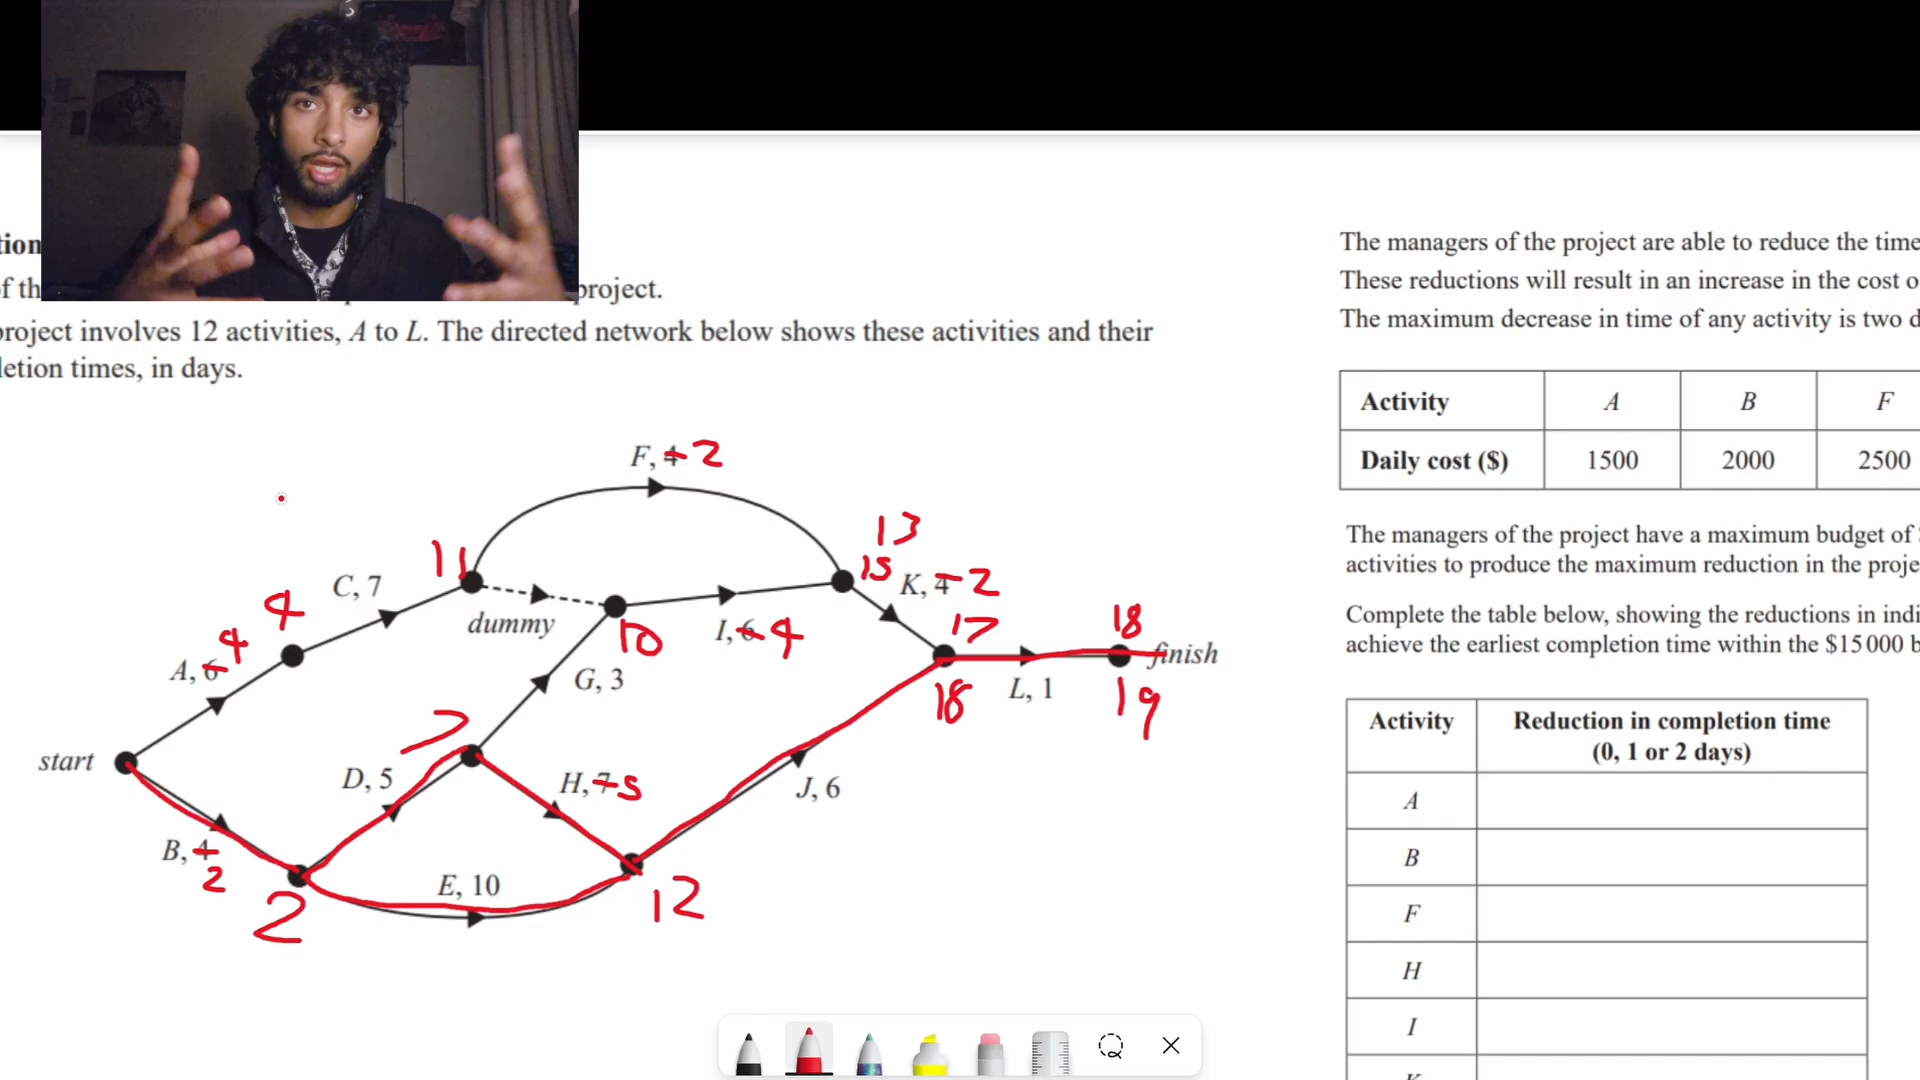 tion
of th project.
project involves 12 activities, A to L. The directed network below shows these activities and their
letion times, in days.
F, 4 2
C, 7
11
dummy
13
15
K, 4 2
4
A, 6 4
10
I, 6 4
17
18
finish
G, 3
18
L, 1
19
start
7
D, 5
H, 7 5
J, 6
B, 4
2
2
E, 10
12
The managers of the project are able to reduce the time
These reductions will result in an increase in the cost o
The maximum decrease in time of any activity is two d
Activity A B F
Daily cost ($) 1500 2000 2500
The managers of the project have a maximum budget of
activities to produce the maximum reduction in the proje
Complete the table below, showing the reductions in indi
achieve the earliest completion time within the $15 000 b
Activity Reduction in completion time
(0, 1 or 2 days)
A
B
F
H
I